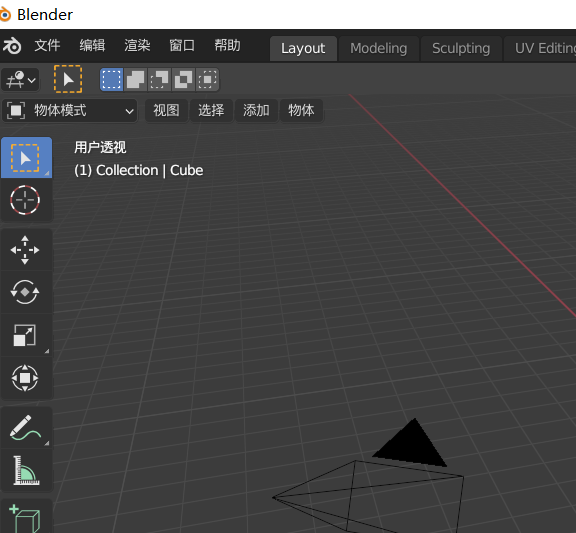 Blender
文件 编辑 渲染 窗口 帮助 Layout Modeling Sculpting UV Editing
物体模式 视图 选择 添加 物体
用户透视
(1) Collection | Cube